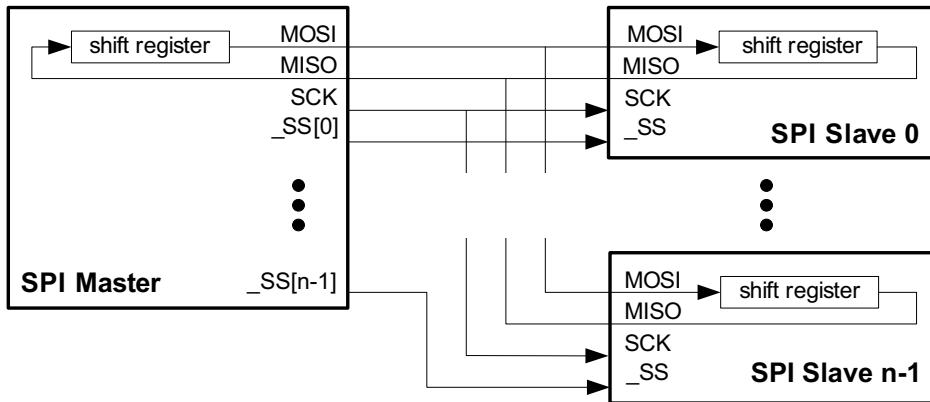 shift register
MOSI
MISO
SCK
_SS[0]
SPI Master
_SS[n-1]
MOSI
shift register
MISO
SCK
_SS
SPI Slave 0
MOSI
shift register
MISO
SCK
_SS
SPI Slave n-1